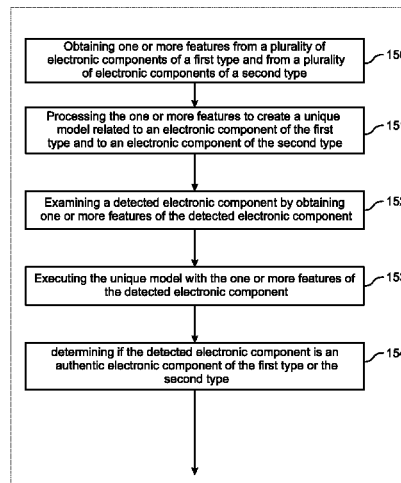 Obtaining one or more features from a plurality of
electronic components of a first type and from a plurality
of electronic components of a second type
Processing the one or more features to create a unique
model related to an electronic component of the first
type and to an electronic component of the second type
Examining a detected electronic component by obtaining
one or more features of the detected electronic component
Executing the unique model with the one or more features of
the detected electronic component
determining if the detected electronic component is an
authentic electronic component of the first type or the
second type